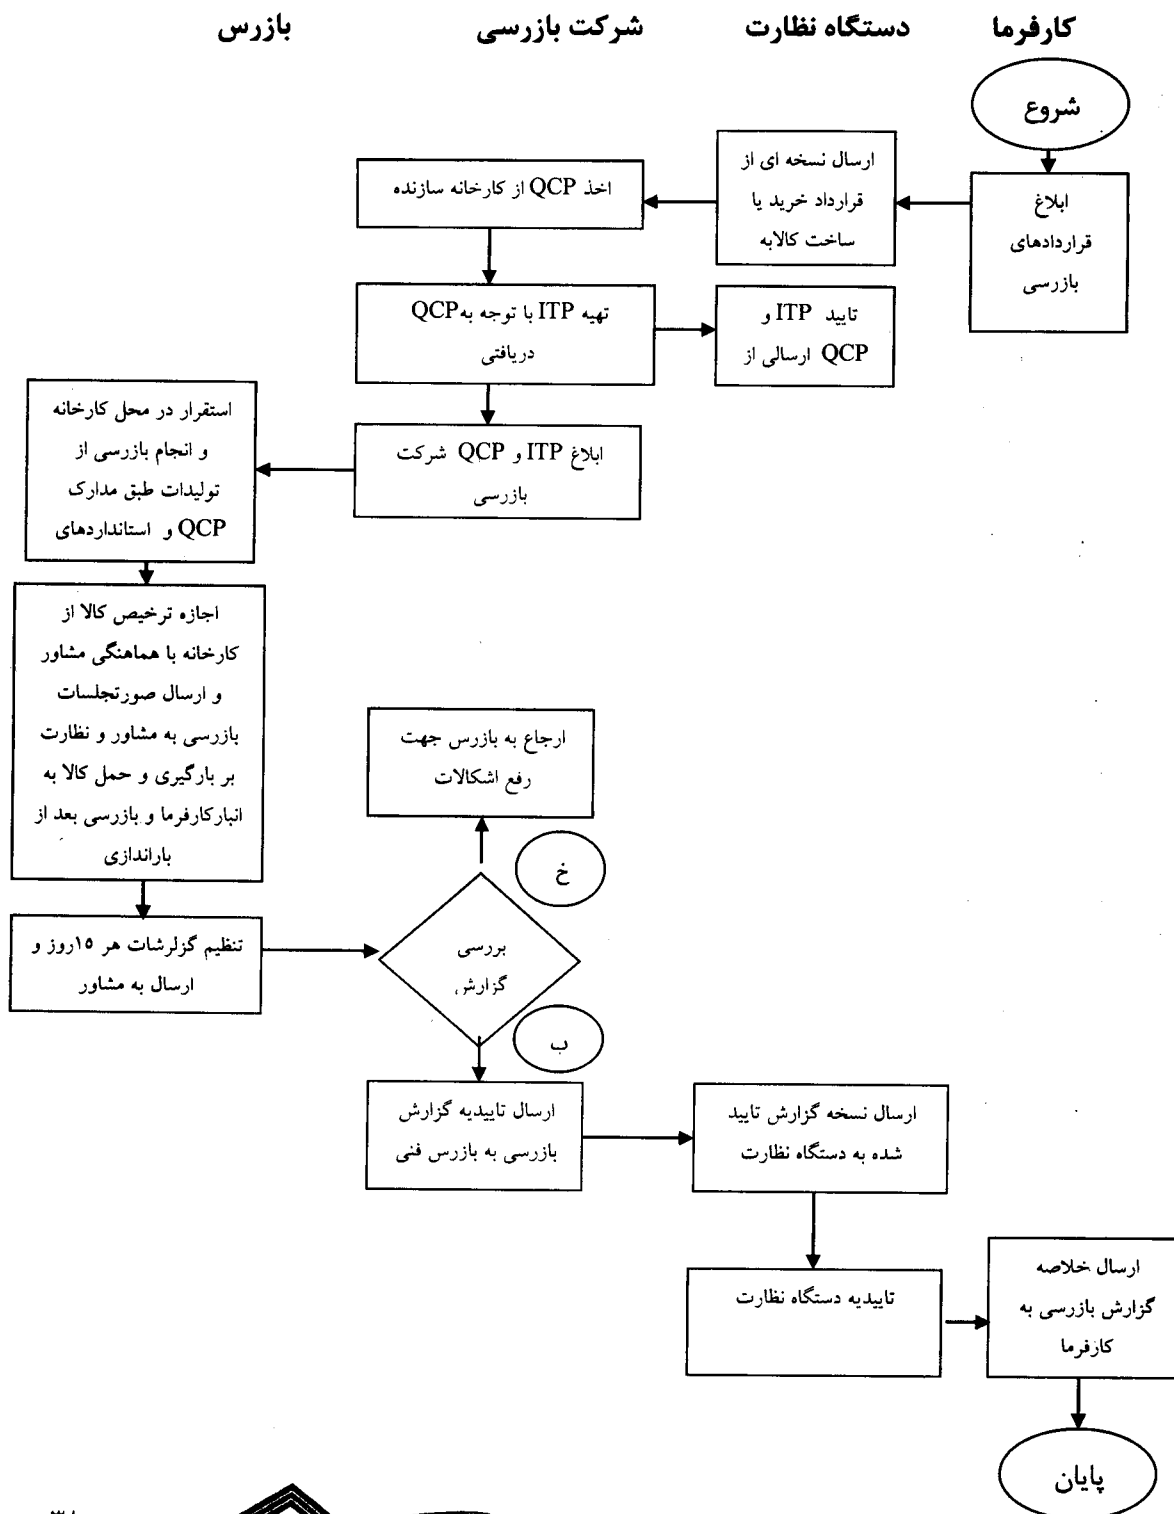 کارفرما
دستگاه نظارت
شرکت بازرسی
بازرس
شروع
ابلاغ
قراردادهای
بازرسی
ارسال نسخه ای از
قرارداد خرید یا
ساخت کالابه
اخذ QCP از کارخانه سازنده
تهیه ITP با توجه به QCP
دریافتی
تایید ITP و
QCP ارسالی از
ابلاغ ITP و QCP شرکت
بازرسی
استقرار در محل کارخانه
و انجام بازرسی از
تولیدات طبق مدارک
QCP و استانداردهای
اجازه ترخیص کالا از
کارخانه با هماهنگی مشاور
و ارسال صورتجلسات
بازرسی به مشاور و نظارت
بر بارگیری و حمل کالا به
انبارکارفرما و بازرسی بعد از
باراندازی
تنظیم گزلرشات هر ۱۵روز و
ارسال به مشاور
ارجاع به بازرس جهت
رفع اشکالات
خ
بررسی
گزارش
ب
ارسال تاییدیه گزارش
بازرسی به بازرس فنی
ارسال نسخه گزارش تایید
شده به دستگاه نظارت
تاییدیه دستگاه نظارت
ارسال خلاصه
گزارش بازرسی به
کارفرما
پایان